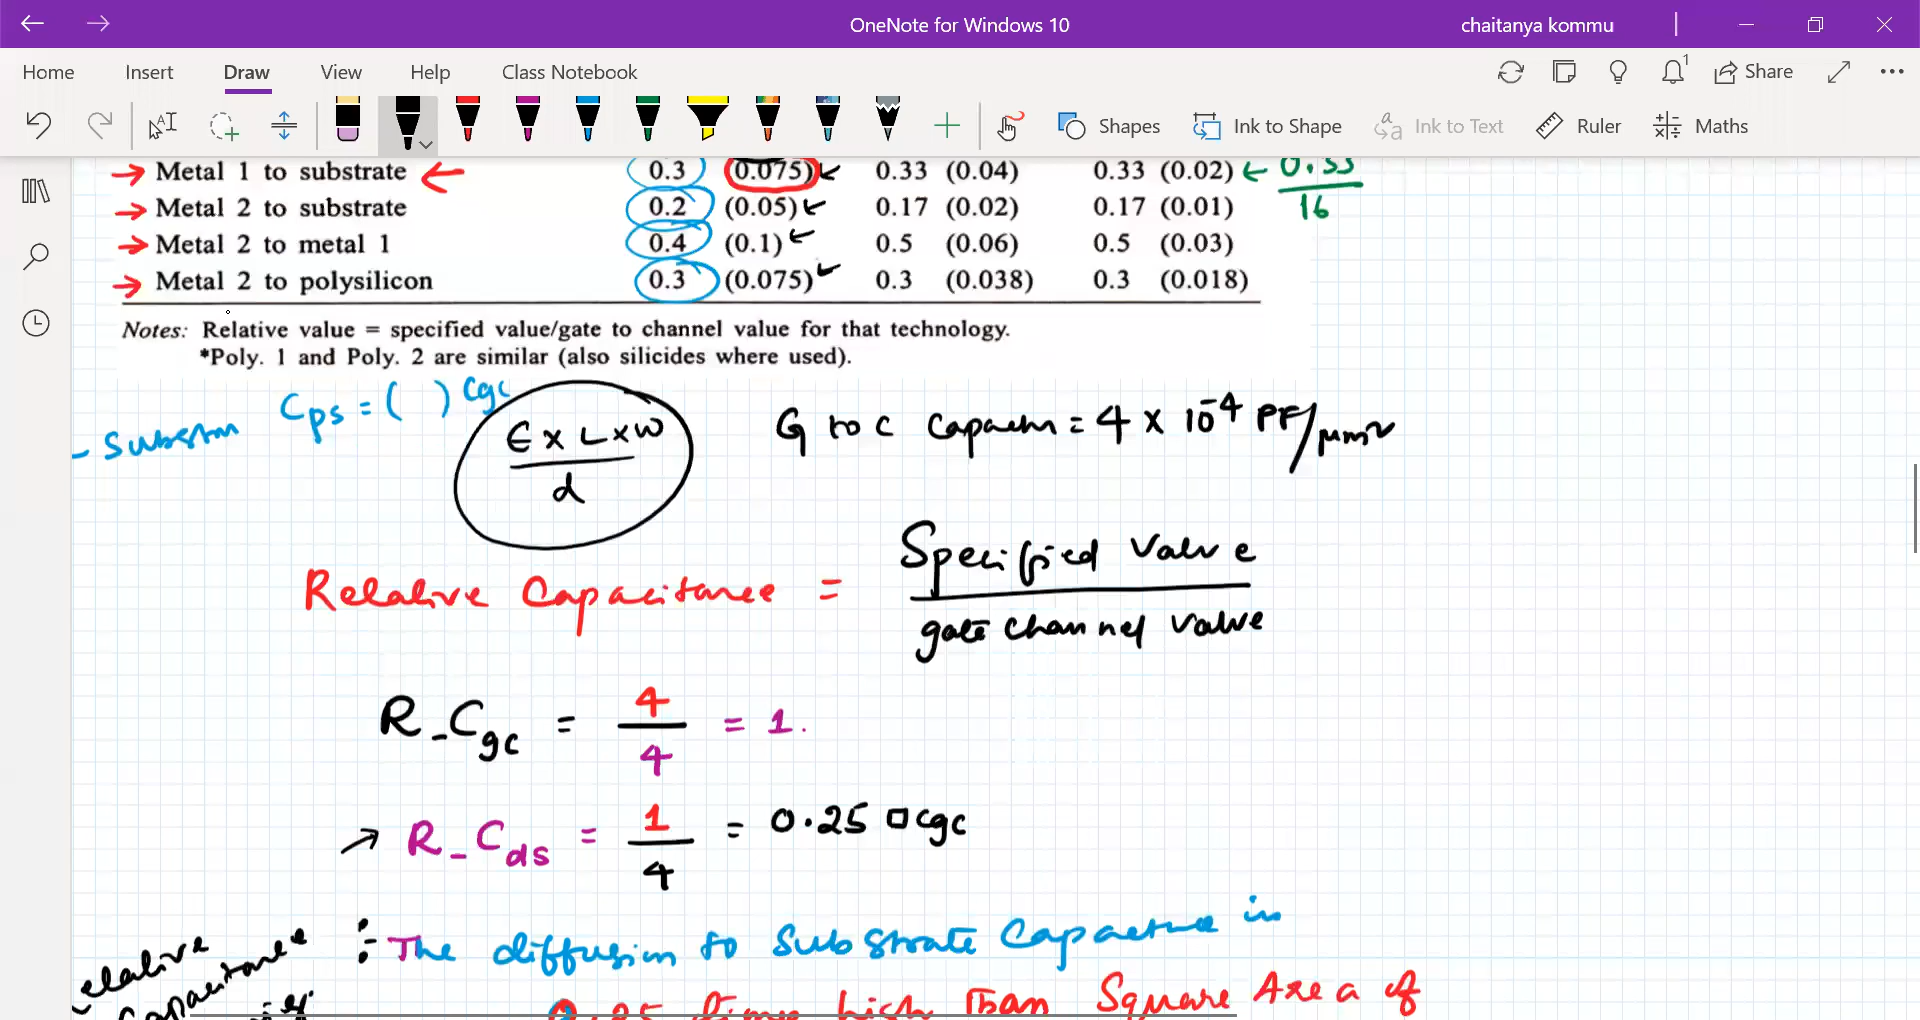 OneNote for Windows 10
chaitanya kommu
Home Insert Draw View Help Class Notebook
1 Share
Shapes Ink to Shape Ink to Text Ruler Maths
→ Metal 1 to substrate ← 0.3 (0.075) 0.33 (0.04) 0.33 (0.02) ← 0.33/16
→ Metal 2 to substrate 0.2 (0.05) 0.17 (0.02) 0.17 (0.01)
→ Metal 2 to metal 1 0.4 (0.1) 0.5 (0.06) 0.5 (0.03)
→ Metal 2 to polysilicon 0.3 (0.075) 0.3 (0.038) 0.3 (0.018)
Notes: Relative value = specified value/gate to channel value for that technology.
*Poly. 1 and Poly. 2 are similar (also silicides where used).
Cps = ( ) Cgc
∈ × L × W
d
G to C = 4 × 10⁻⁴ PF/
Relative Capacitance = Specified Value
gate channel Value
R_Cgc = 4/4 = 1.
→ R_Cds = 1/4 = 0.25 □ Cgc
The diffusion to Substrate in
Relative
Capacitance
0.25 high Than Square Area of